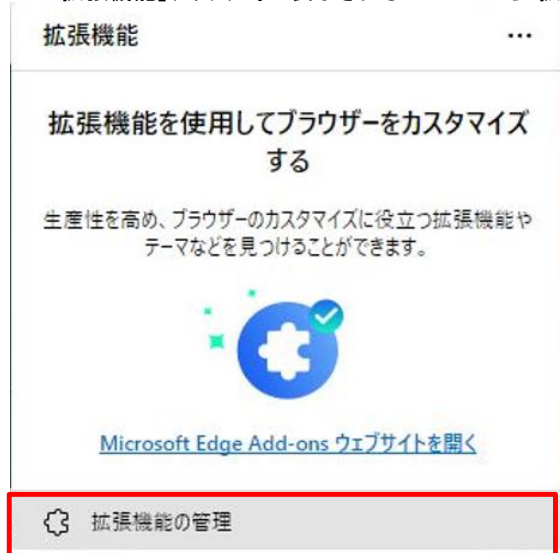 拡張機能
拡張機能を使用してブラウザーをカスタマイズ
する
生産性を高め、ブラウザーのカスタマイズに役立つ拡張機能や
テーマなどを見つけることができます。
Microsoft Edge Add-ons ウェブサイトを開く
拡張機能の管理